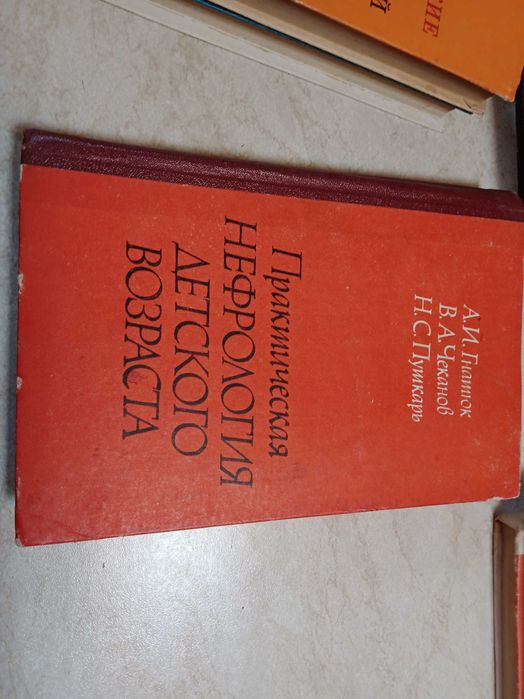 А.И. Гнатюк
В.А. Чеканов
Н.С. Пушкарь
Практическая
НЕФРОЛОГИЯ
ДЕТСКОГО
ВОЗРАСТА